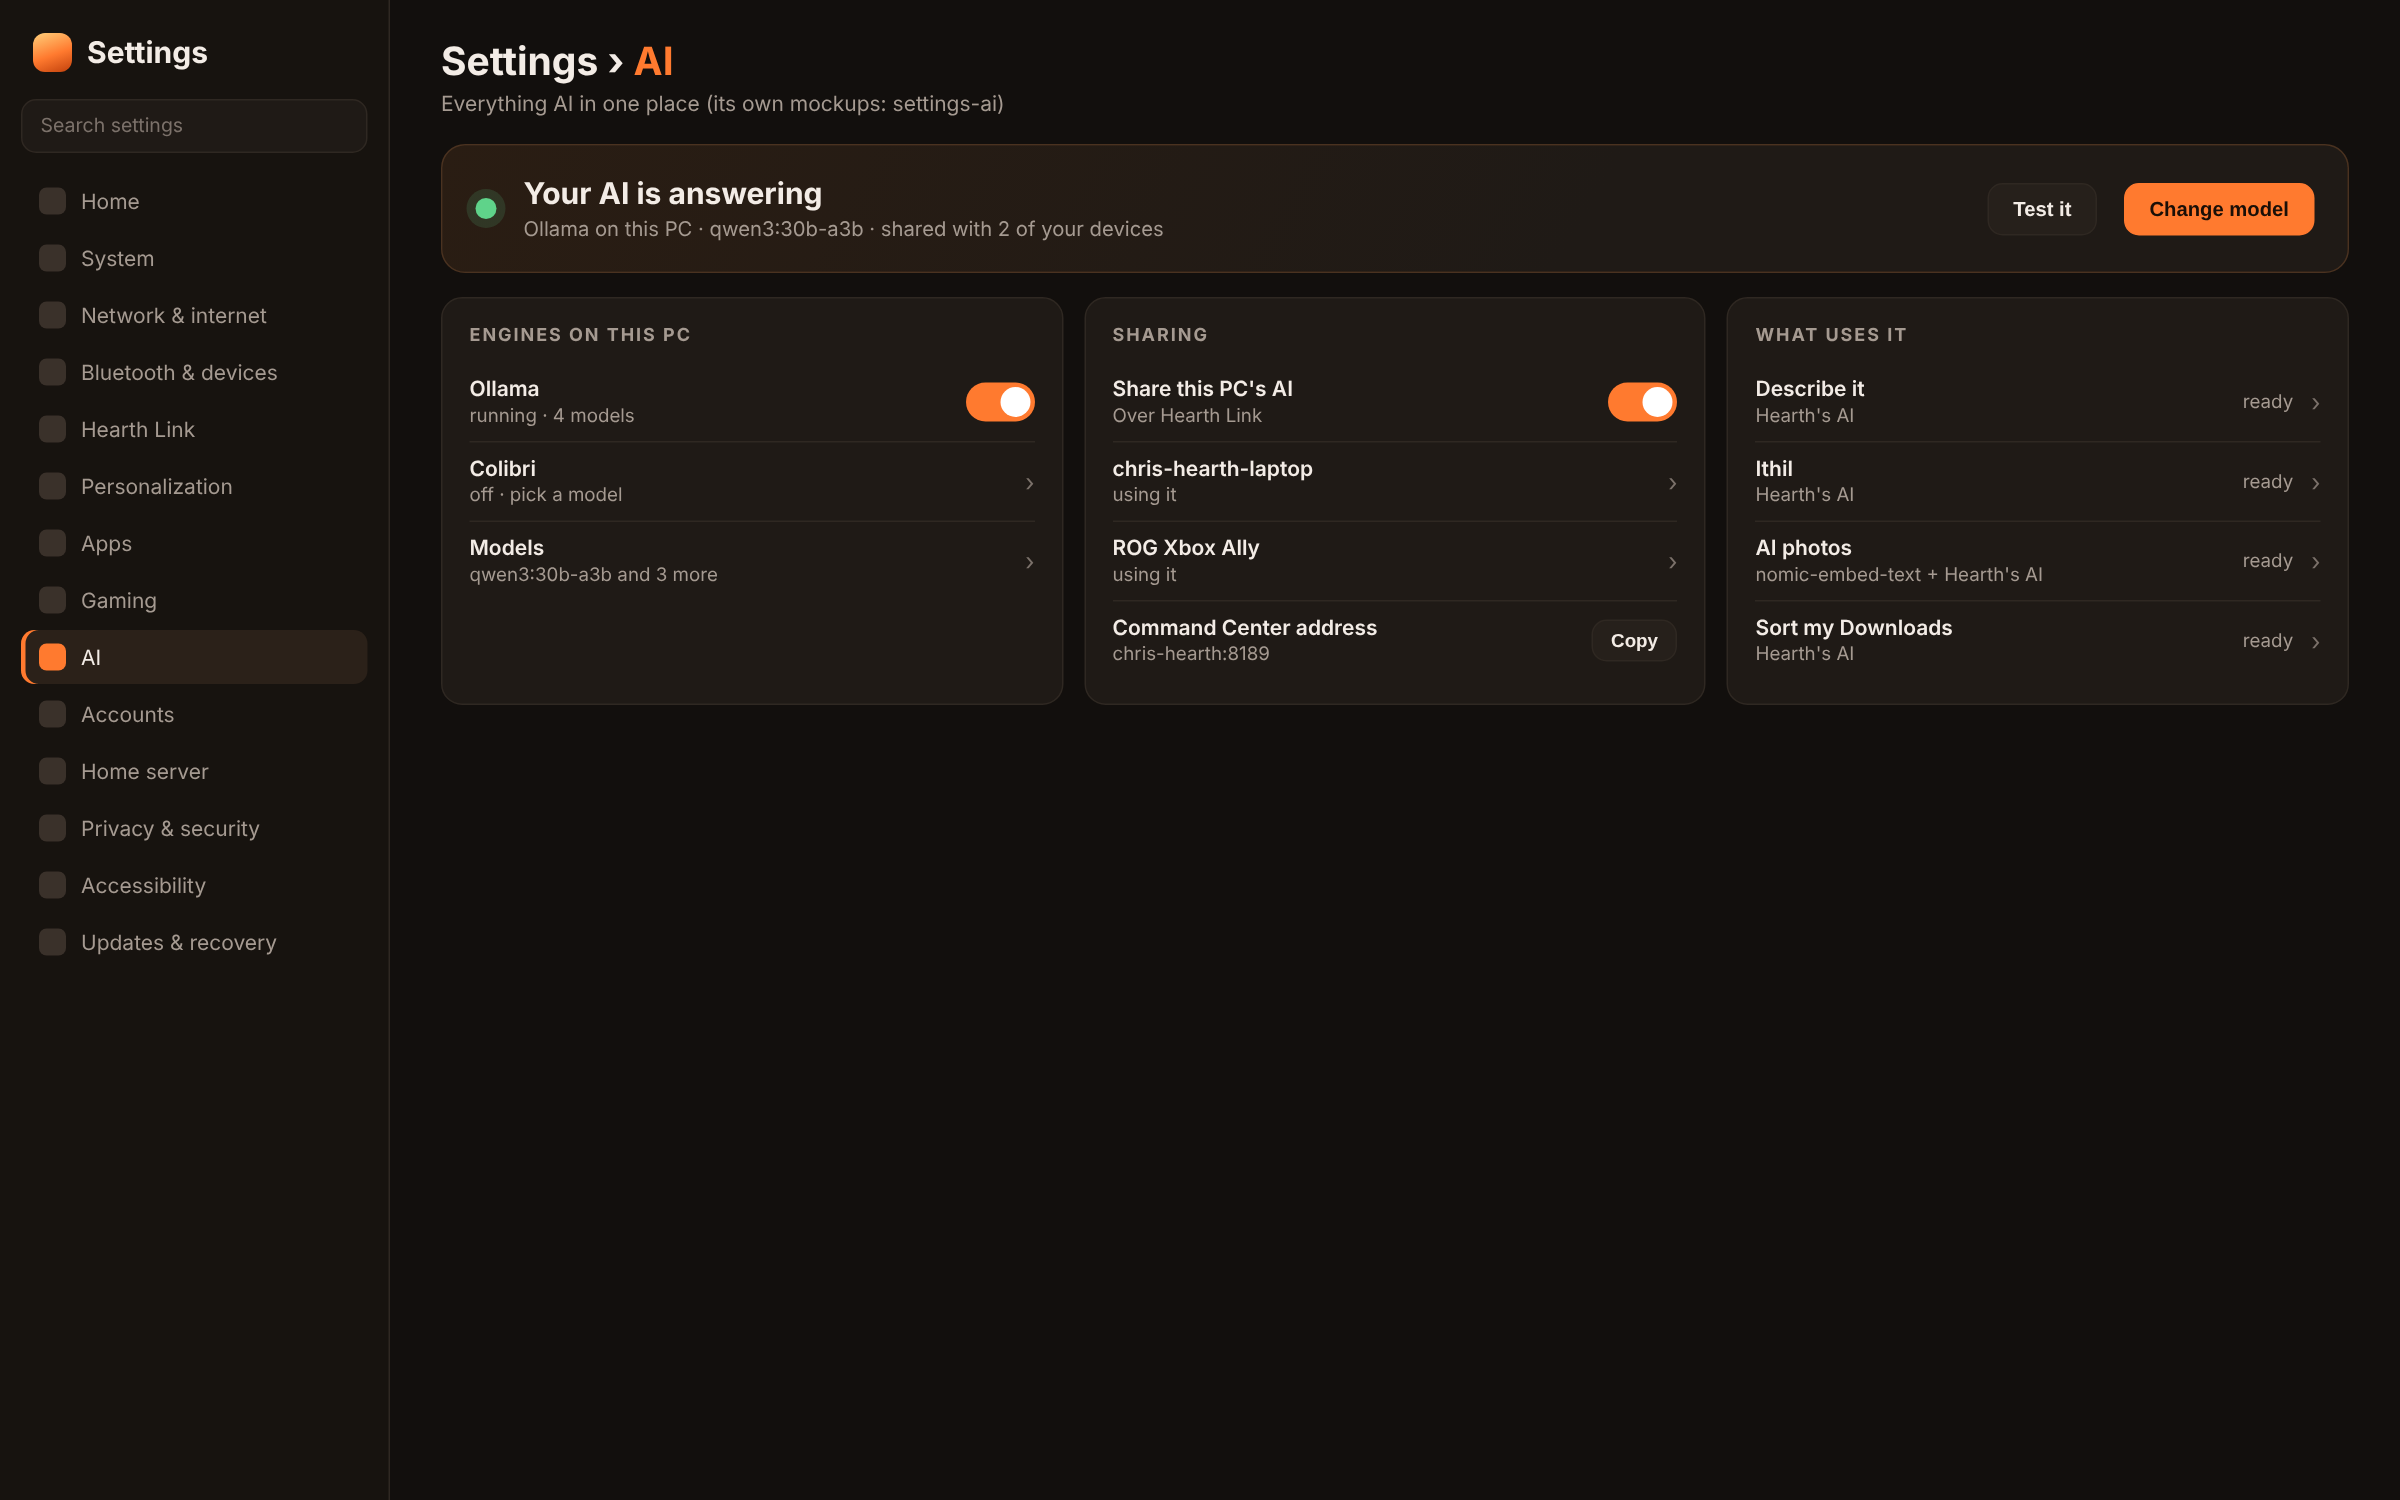 Settings
Search settings
Home
System
Network & internet
Bluetooth & devices
Hearth Link
Personalization
Apps
Gaming
AI
Accounts
Home server
Privacy & security
Accessibility
Updates & recovery
Settings › AI
Everything AI in one place (its own mockups: settings-ai)
Your AI is answering
Ollama on this PC · qwen3:30b-a3b · shared with 2 of your devices
Test it
Change model
ENGINES ON THIS PC
Ollama
running · 4 models
Colibri
off · pick a model
›
Models
qwen3:30b-a3b and 3 more
›
SHARING
Share this PC's AI
Over Hearth Link
chris-hearth-laptop
using it
›
ROG Xbox Ally
using it
›
Command Center address
chris-hearth:8189
Copy
WHAT USES IT
Describe it
Hearth's AI
ready ›
Ithil
Hearth's AI
ready ›
AI photos
nomic-embed-text + Hearth's AI
ready ›
Sort my Downloads
Hearth's AI
ready ›